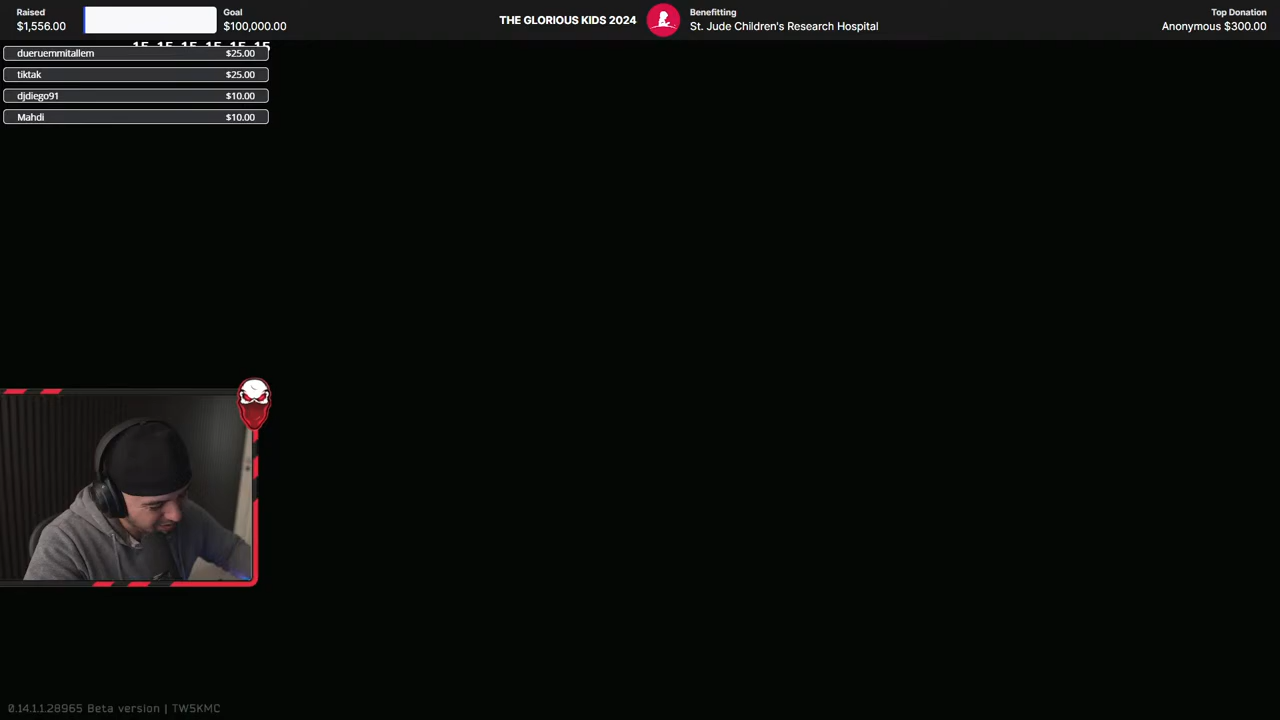 Raised
$1,556.00
Goal
$100,000.00
THE GLORIOUS KIDS 2024
Benefitting
St. Jude Children's Research Hospital
Top Donation
Anonymous $300.00
dueruemmitallem $25.00
tiktak $25.00
djdiego91 $10.00
Mahdi $10.00
0.14.1.1.28965 Beta version | TW5KMC